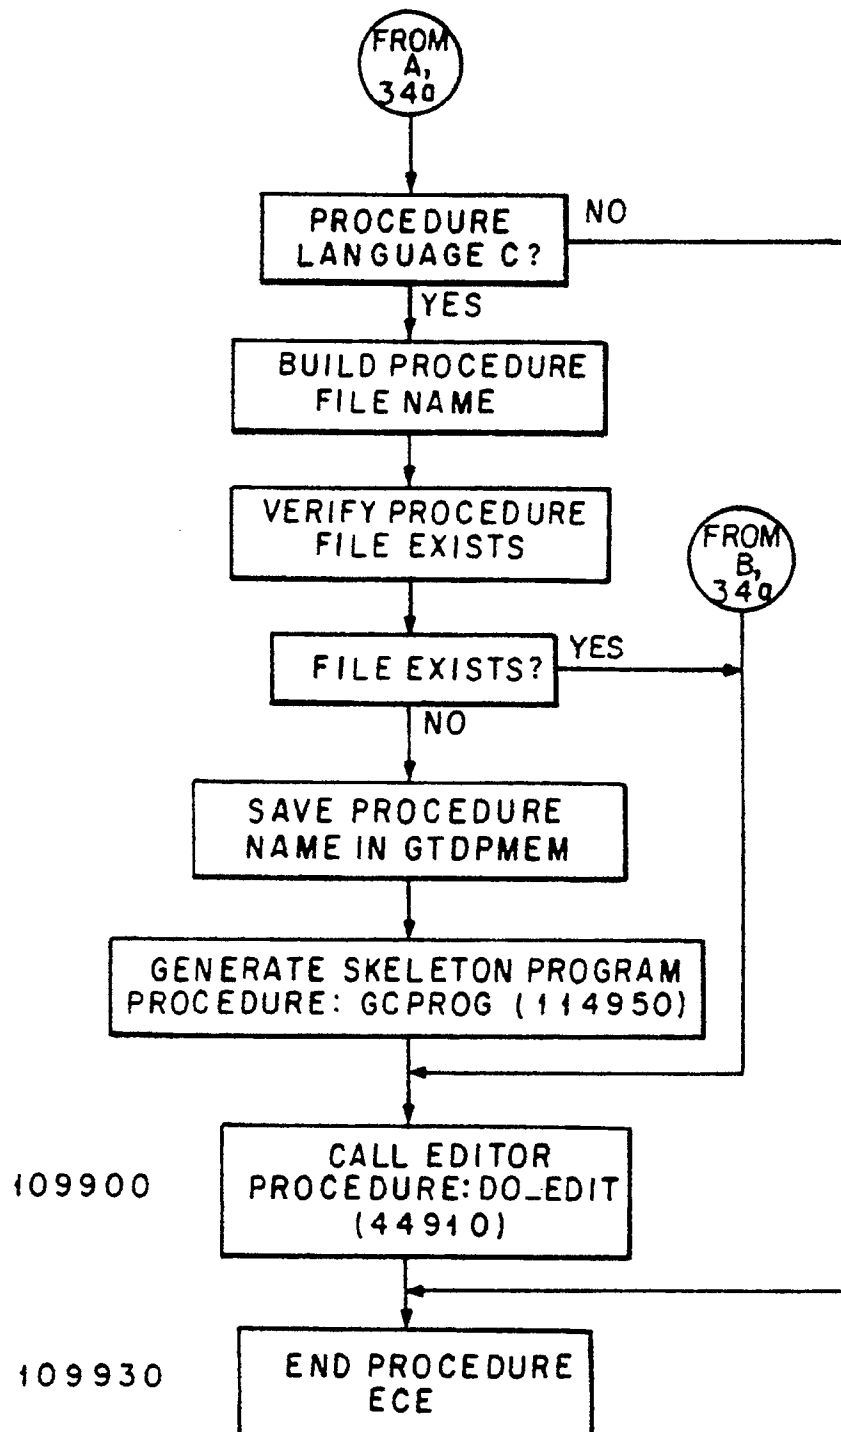 FROM
A,
34a
PROCEDURE
LANGUAGE C?
NO
YES
BUILD PROCEDURE
FILE NAME
VERIFY PROCEDURE
FILE EXISTS
FROM
B,
34a
FILE EXISTS?
YES
NO
SAVE PROCEDURE
NAME IN GTDPMEM
GENERATE SKELETON PROGRAM
PROCEDURE: GCPROG (114950)
109900
CALL EDITOR
PROCEDURE: DO_EDIT
(44910)
109930
END PROCEDURE
ECE